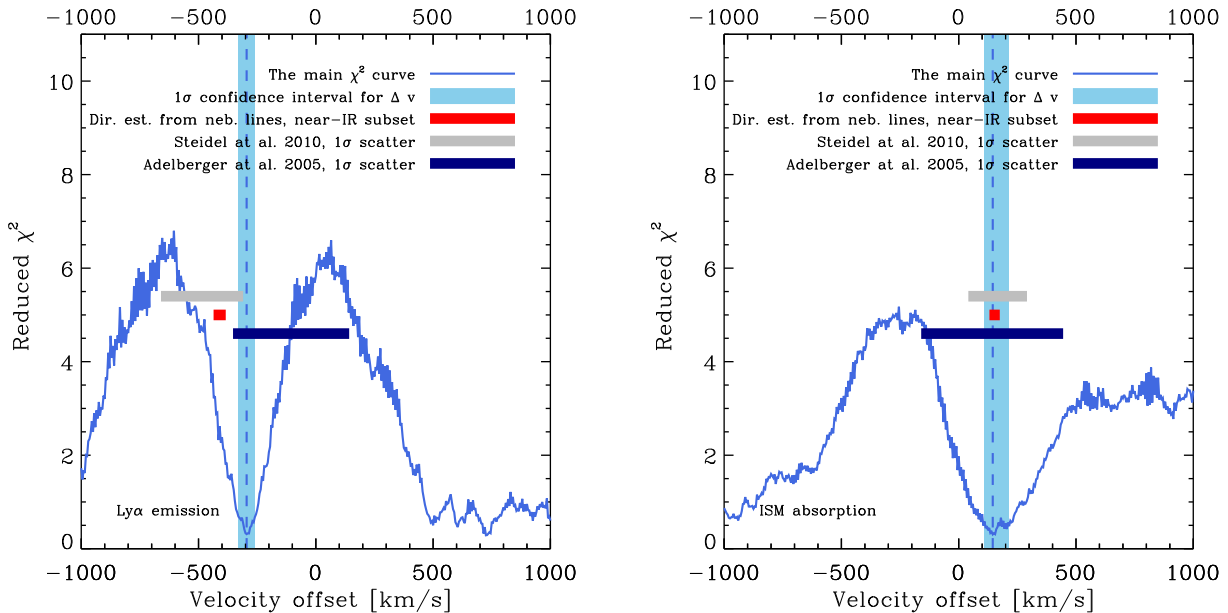 −1000 −500 0 500 1000
The main χ² curve
1σ confidence interval for Δ v
Dir. est. from neb. lines, near−IR subset
Steidel at al. 2010, 1σ scatter
Adelberger at al. 2005, 1σ scatter
10
8
6
4
2
0
Reduced χ²
Lyα emission
−1000 −500 0 500 1000
Velocity offset [km/s]
−1000 −500 0 500 1000
The main χ² curve
1σ confidence interval for Δ v
Dir. est. from neb. lines, near−IR subset
Steidel at al. 2010, 1σ scatter
Adelberger at al. 2005, 1σ scatter
10
8
6
4
2
0
Reduced χ²
ISM absorption
−1000 −500 0 500 1000
Velocity offset [km/s]